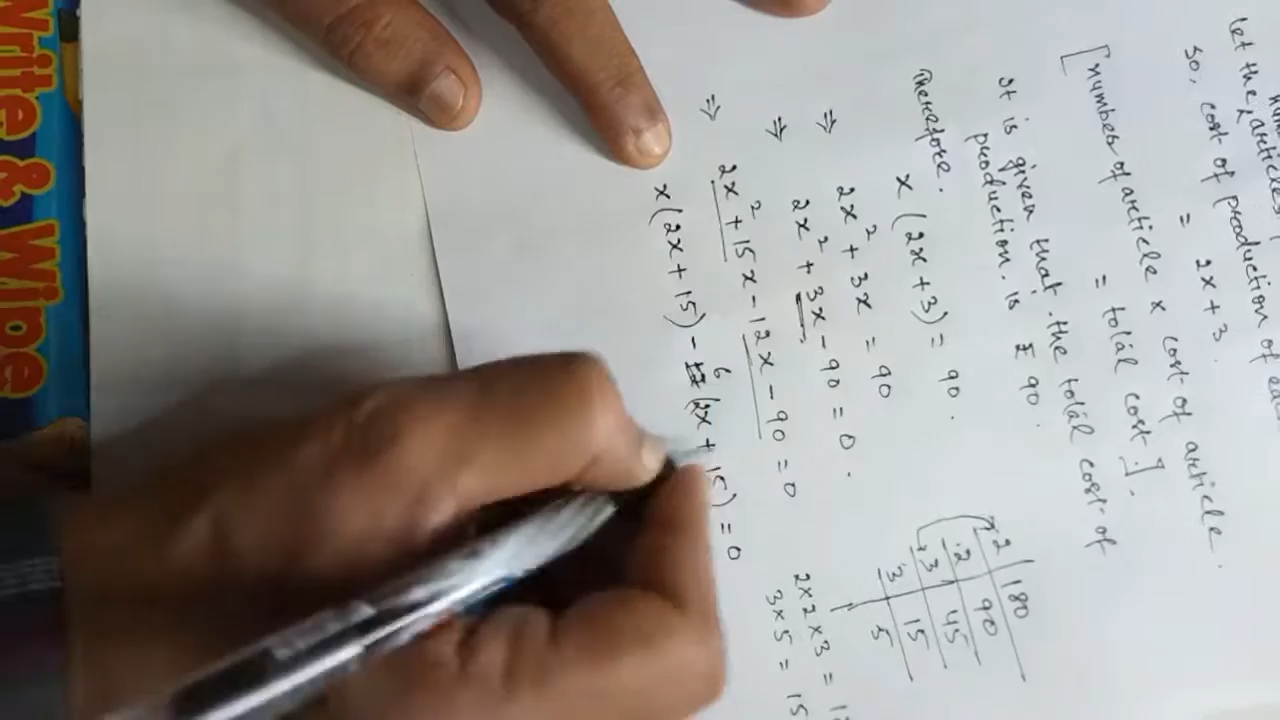 Let the articles
So, cost of production of
= 2x + 3.
[number of article x cost of article
= total cost].
It is given that the total cost of
production. is ₹ 90.
Therefore.
x (2x + 3) = 90.
⇒ 2x² + 3x = 90
⇒ 2x² + 3x - 90 = 0.
⇒ 2x² + 15x - 12x - 90 = 0
x(2x + 15) - 6 (2x + 15) = 0
2 | 180
2 | 90
3 | 45
3 | 15
5
2 x 2 x 3 =
3 x 5 = 15
Write & Wipe